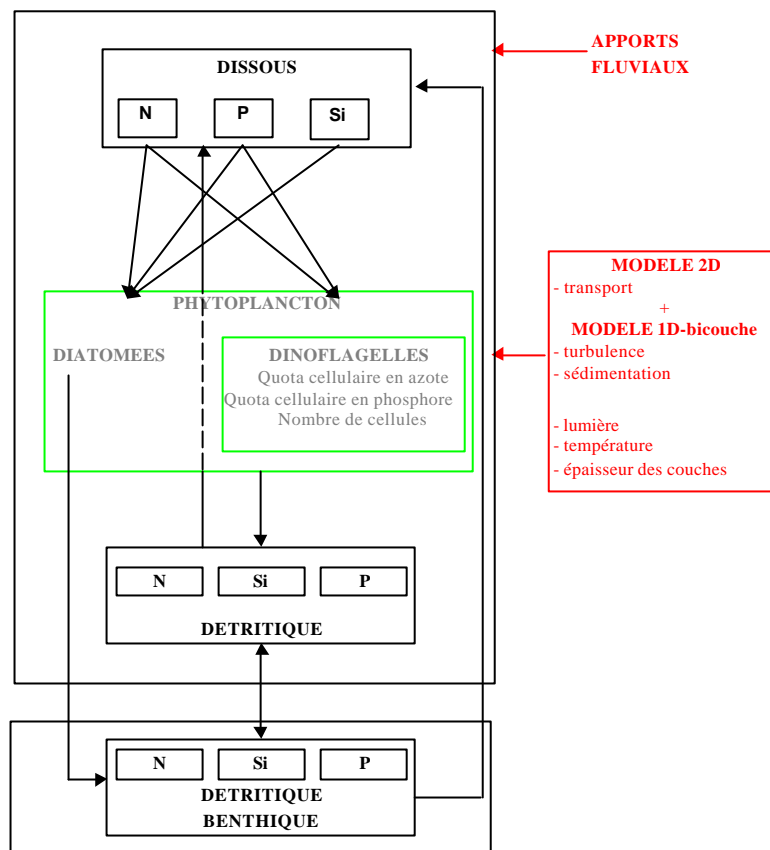 APPORTS
FLUVIAUX
DISSOUS
N P Si
MODELE 2D
- transport
+
MODELE 1D-bicouche
- turbulence
- sédimentation
- lumière
- température
- épaisseur des couches
PHYTOPLANCTON
DIATOMEES
DINOFLAGELLES
Quota cellulaire en azote
Quota cellulaire en phosphore
Nombre de cellules
N Si P
DETRITIQUE
N Si P
DETRITIQUE
BENTHIQUE